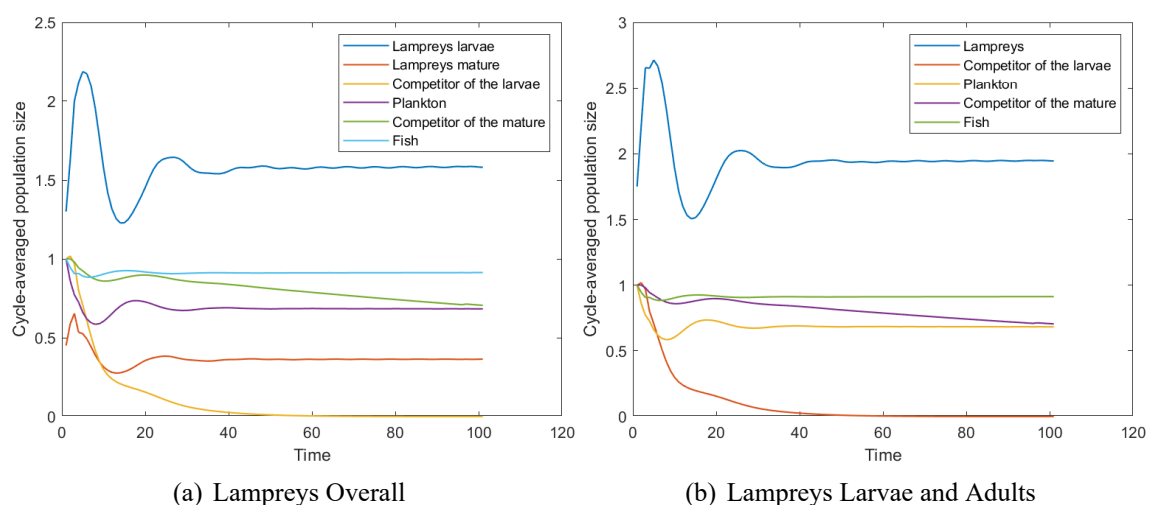 2.5
2
1.5
1
0.5
0
0 20 40 60 80 100 120
Cycle-averaged population size
Time
Lampreys larvae
Lampreys mature
Competitor of the larvae
Plankton
Competitor of the mature
Fish
(a) Lampreys Overall
3
2.5
2
1.5
1
0.5
0
0 20 40 60 80 100 120
Cycle-averaged population size
Time
Lampreys
Competitor of the larvae
Plankton
Competitor of the mature
Fish
(b) Lampreys Larvae and Adults